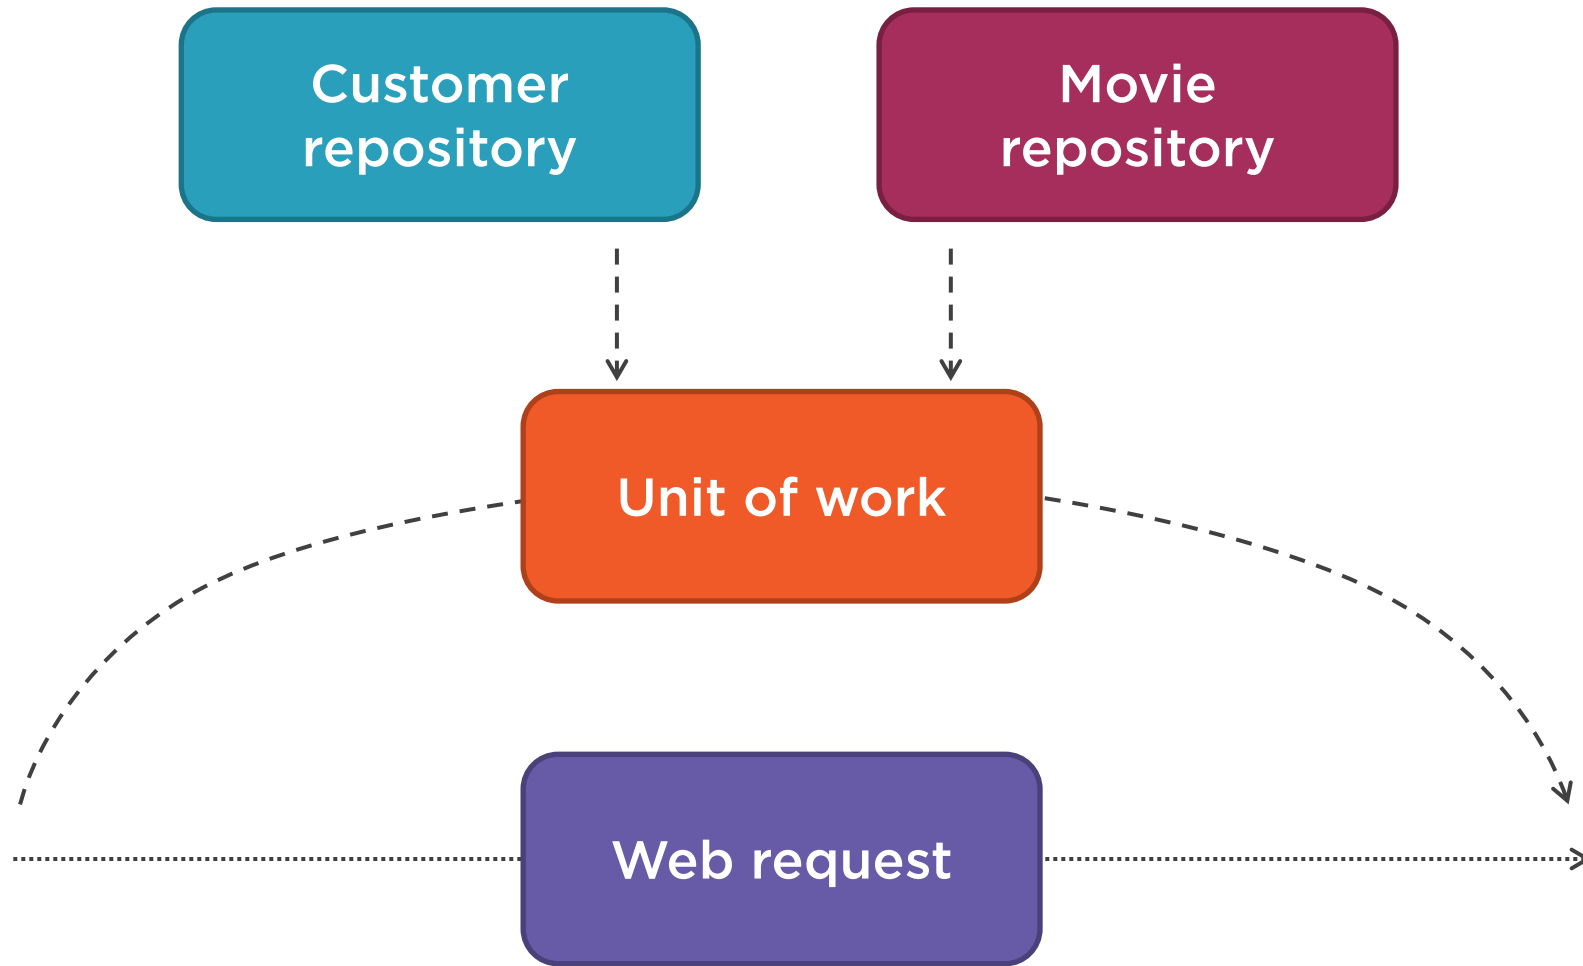 Customer
repository
Movie
repository
Unit of work
Web request